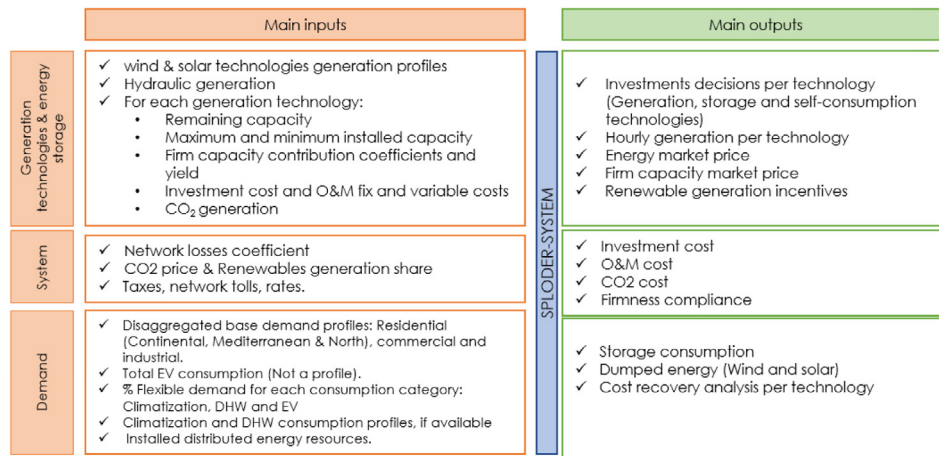 Main inputs
Main outputs
Generation
technologies & energy
storage
✓ wind & solar technologies generation profiles
✓ Hydraulic generation
✓ For each generation technology:
• Remaining capacity
• Maximum and minimum installed capacity
• Firm capacity contribution coefficients and
yield
• Investment cost and O&M fix and variable costs
• CO₂ generation
System
✓ Network losses coefficient
✓ CO2 price & Renewables generation share
✓ Taxes, network tolls, rates.
Demand
✓ Disaggregated base demand profiles: Residential
(Continental, Mediterranean & North), commercial and
industrial.
✓ Total EV consumption (Not a profile).
✓ % Flexible demand for each consumption category:
Climatization, DHW and EV
✓ Climatization and DHW consumption profiles, if available
✓ Installed distributed energy resources.
SPLODER-SYSTEM
✓ Investments decisions per technology
(Generation, storage and self-consumption
technologies)
✓ Hourly generation per technology
✓ Energy market price
✓ Firm capacity market price
✓ Renewable generation incentives
✓ Investment cost
✓ O&M cost
✓ CO2 cost
✓ Firmness compliance
✓ Storage consumption
✓ Dumped energy (Wind and solar)
✓ Cost recovery analysis per technology